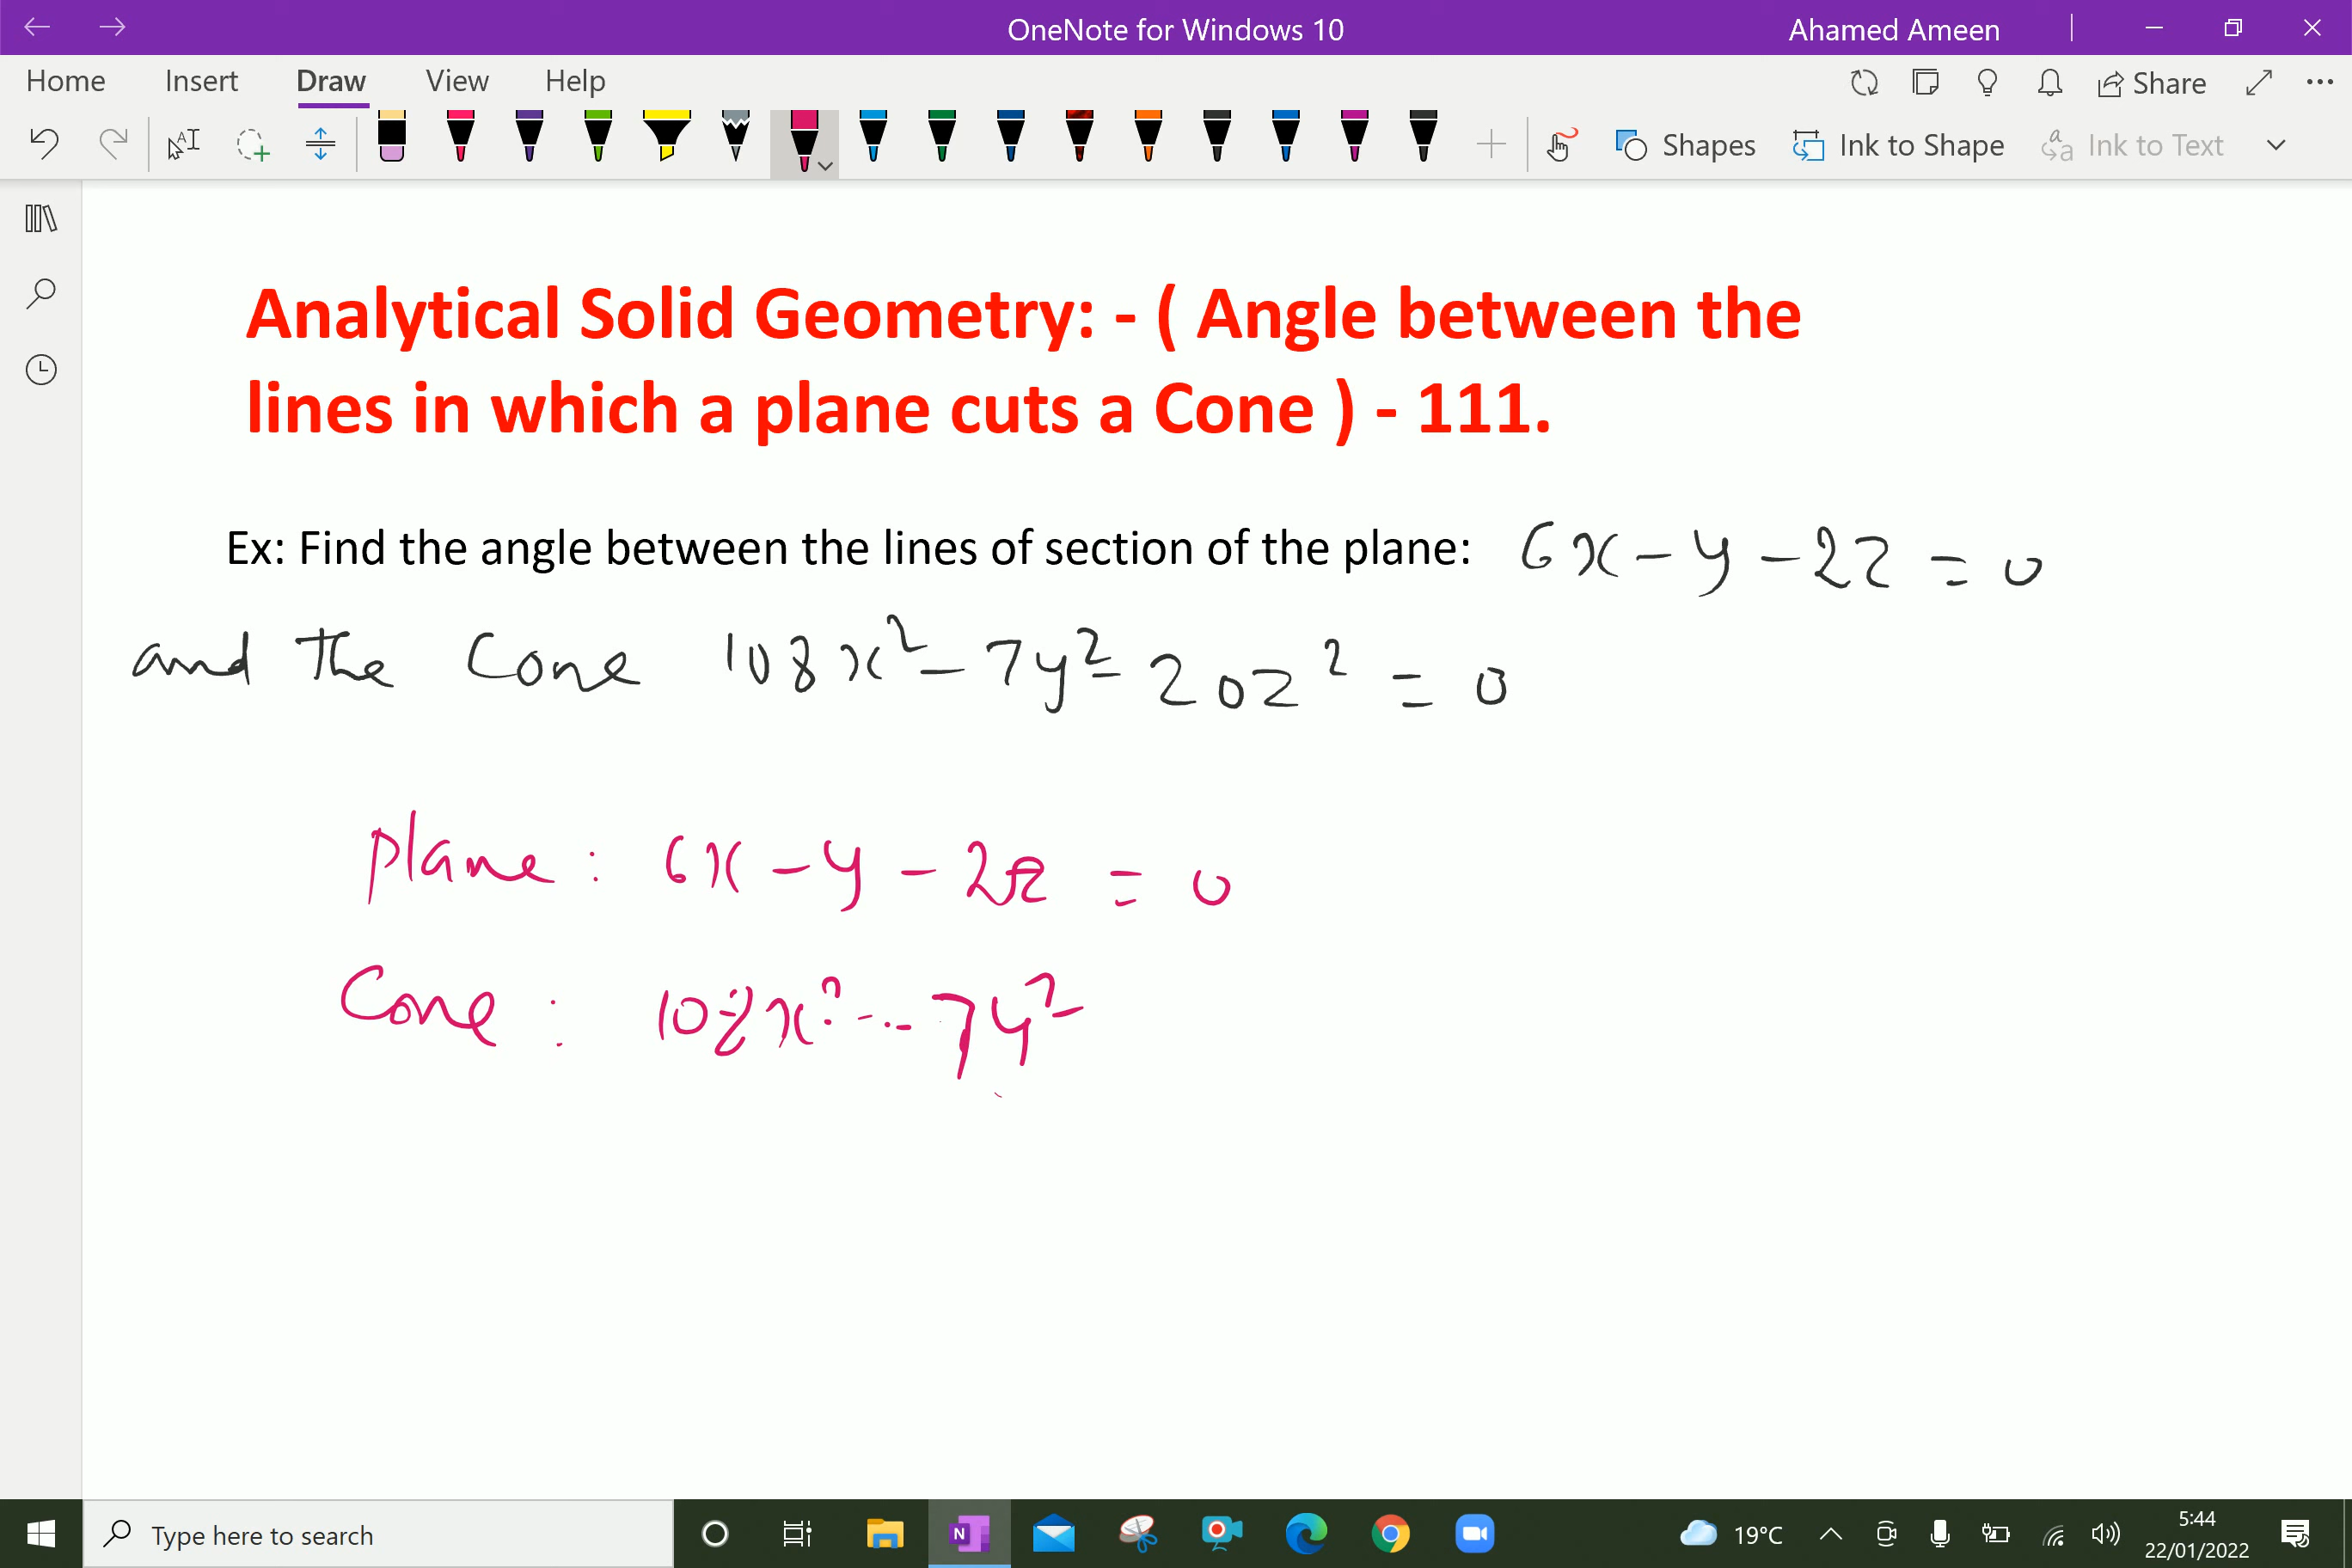 OneNote for Windows 10 Ahamed Ameen
Home Insert Draw View Help Share
Shapes Ink to Shape Ink to Text
Analytical Solid Geometry: - ( Angle between the
lines in which a plane cuts a Cone ) - 111.
Ex: Find the angle between the lines of section of the plane: 6x - y - 2z = 0
and the Cone 108x² - 7y² - 20z² = 0
Plane : 6x - y - 2z = 0
Cone : 108x² - 7y²
Type here to search 19°C 5:44
22/01/2022